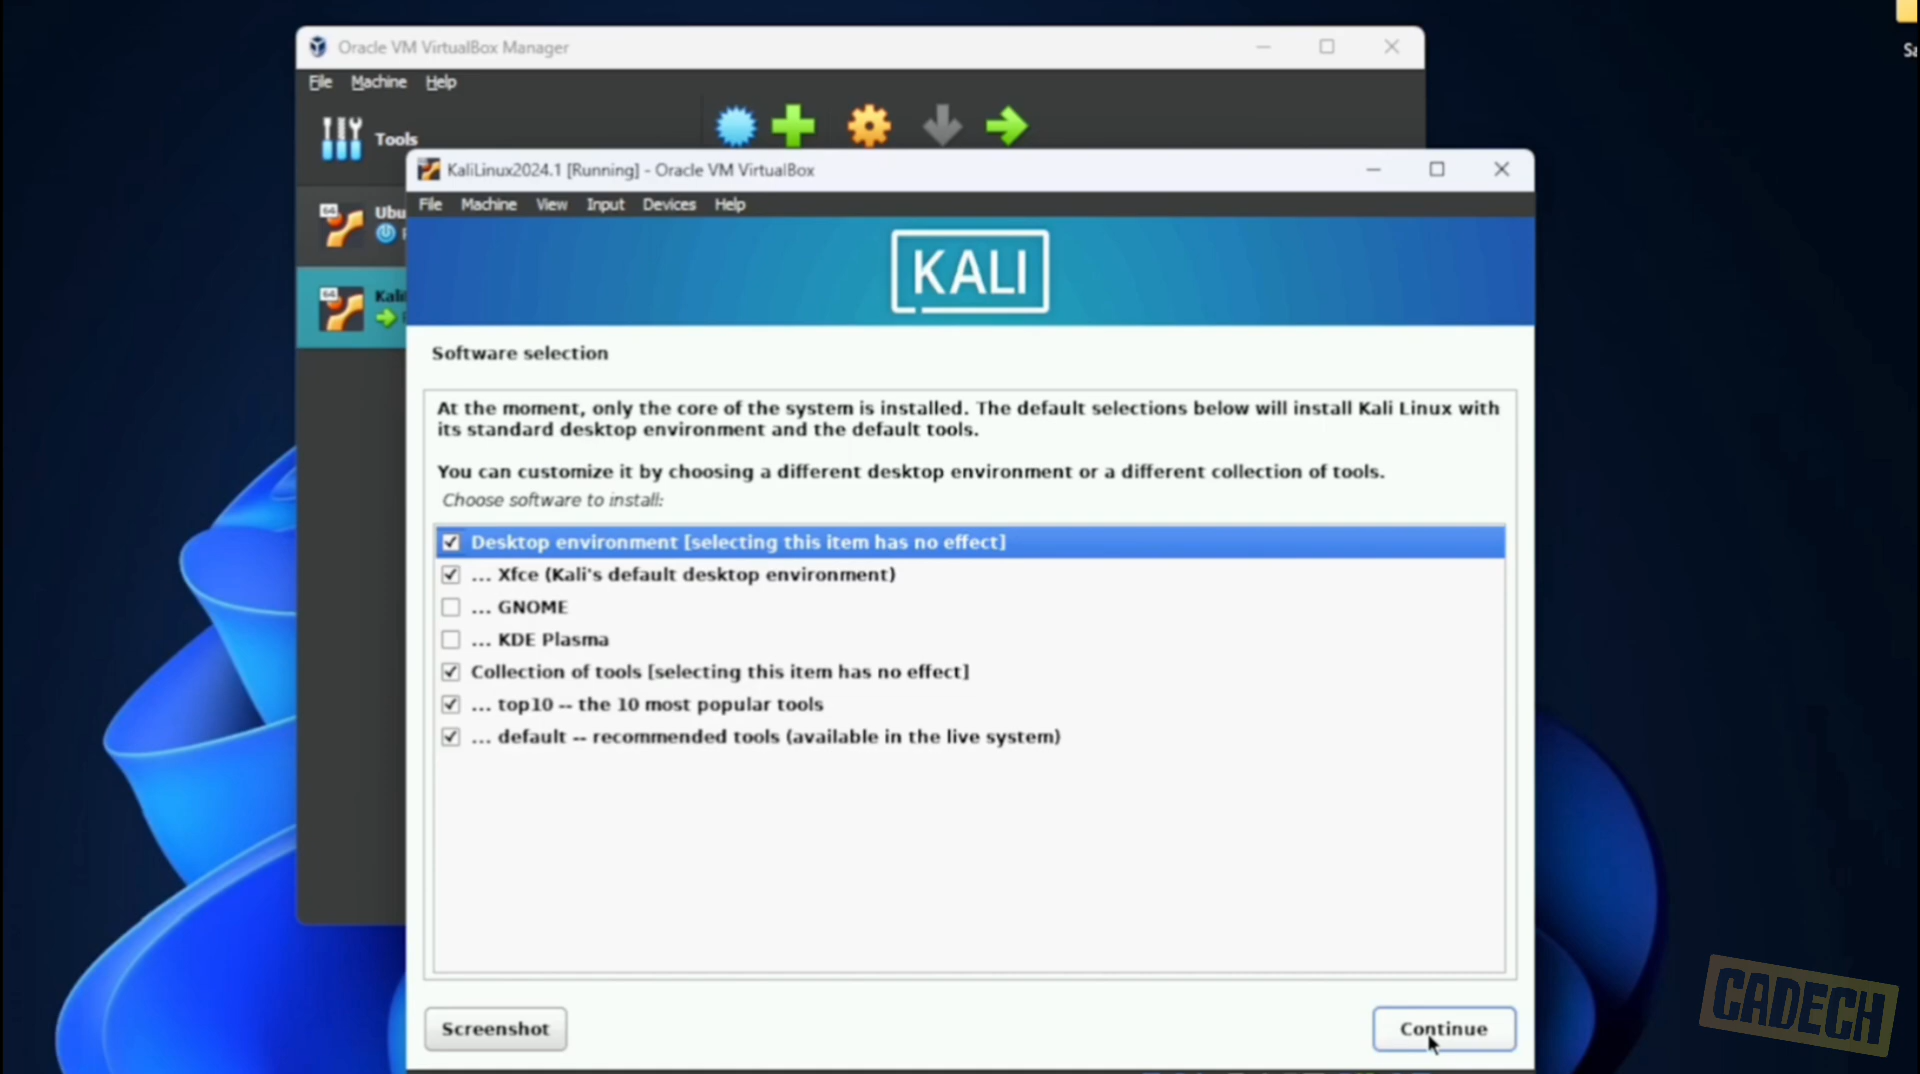 Sa
Oracle VM VirtualBox Manager
File Machine Help
Tools
KaliLinux2024.1 [Running] - Oracle VM VirtualBox
File Machine View Input Devices Help
64
Ubu
KALI
64
Kali
Software selection
At the moment, only the core of the system is installed. The default selections below will install Kali Linux with
its standard desktop environment and the default tools.
You can customize it by choosing a different desktop environment or a different collection of tools.
Choose software to install:
Desktop environment [selecting this item has no effect]
... Xfce (Kali's default desktop environment)
... GNOME
... KDE Plasma
Collection of tools [selecting this item has no effect]
... top10 -- the 10 most popular tools
... default -- recommended tools (available in the live system)
Screenshot
Continue
CADECH